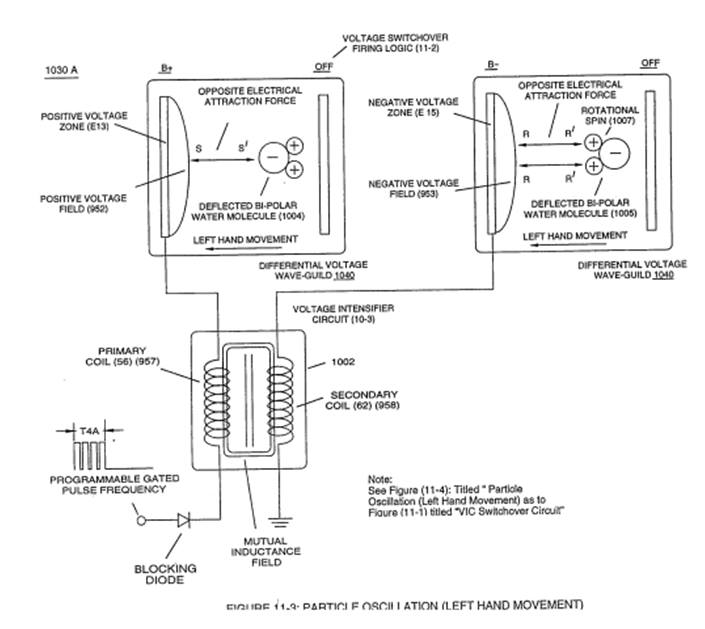 VOLTAGE SWITCHOVER
FIRING LOGIC (11-2)
1030 A
B+
OFF
B-
OFF
OPPOSITE ELECTRICAL
ATTRACTION FORCE
POSITIVE VOLTAGE
ZONE (E13)
S
S'
+
+
−
POSITIVE VOLTAGE
FIELD (952)
DEFLECTED BI-POLAR
WATER MOLECULE (1004)
LEFT HAND MOVEMENT
DIFFERENTIAL VOLTAGE
WAVE-GUILD 1040
OPPOSITE ELECTRICAL
ATTRACTION FORCE
NEGATIVE VOLTAGE
ZONE (E 15)
ROTATIONAL
SPIN (1007)
R
R'
+
+
−
R
R'
NEGATIVE VOLTAGE
FIELD (953)
DEFLECTED BI-POLAR
WATER MOLECULE (1005)
LEFT HAND MOVEMENT
DIFFERENTIAL VOLTAGE
WAVE-GUILD 1040
VOLTAGE INTENSIFIER
CIRCUIT (10-3)
PRIMARY
COIL (56) (957)
1002
SECONDARY
COIL (62) (958)
T4A
PROGRAMMABLE GATED
PULSE FREQUENCY
BLOCKING
DIODE
MUTUAL
INDUCTANCE
FIELD
Note:
See Figure (11-4): Titled " Particle
Oscillation (Left Hand Movement) as to
Figure (11-1) titled "VIC Switchover Circuit"
FIGURE 11-3: PARTICLE OSCILLATION (LEFT HAND MOVEMENT)